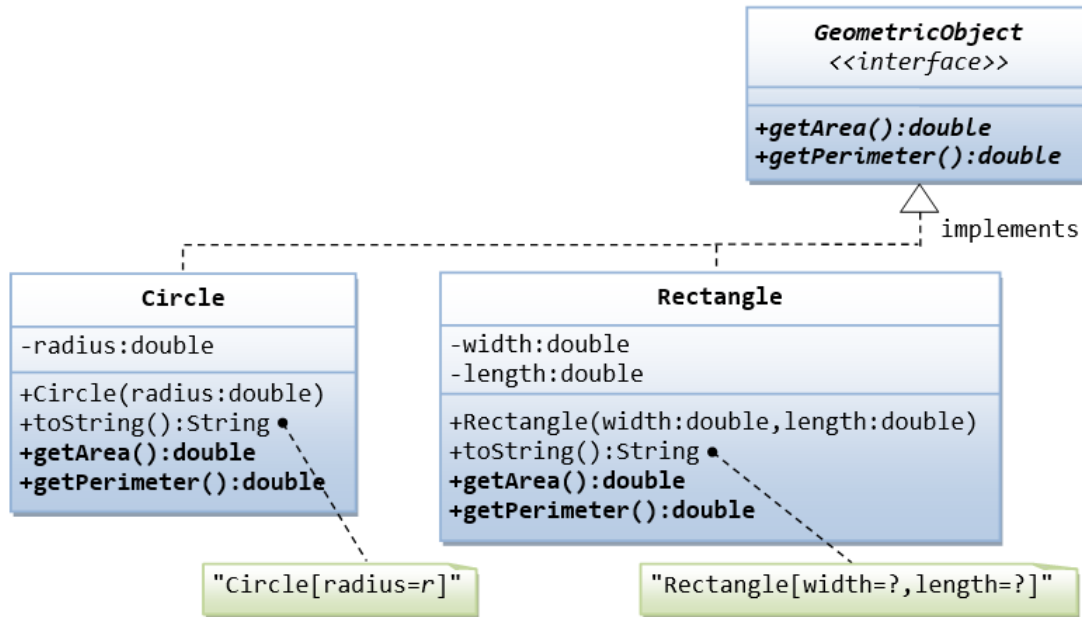 GeometricObject
<<interface>>
+getArea():double
+getPerimeter():double
implements
Circle
-radius:double
+Circle(radius:double)
+toString():String
+getArea():double
+getPerimeter():double
"Circle[radius=r]"
Rectangle
-width:double
-length:double
+Rectangle(width:double,length:double)
+toString():String
+getArea():double
+getPerimeter():double
"Rectangle[width=?,length=?]"